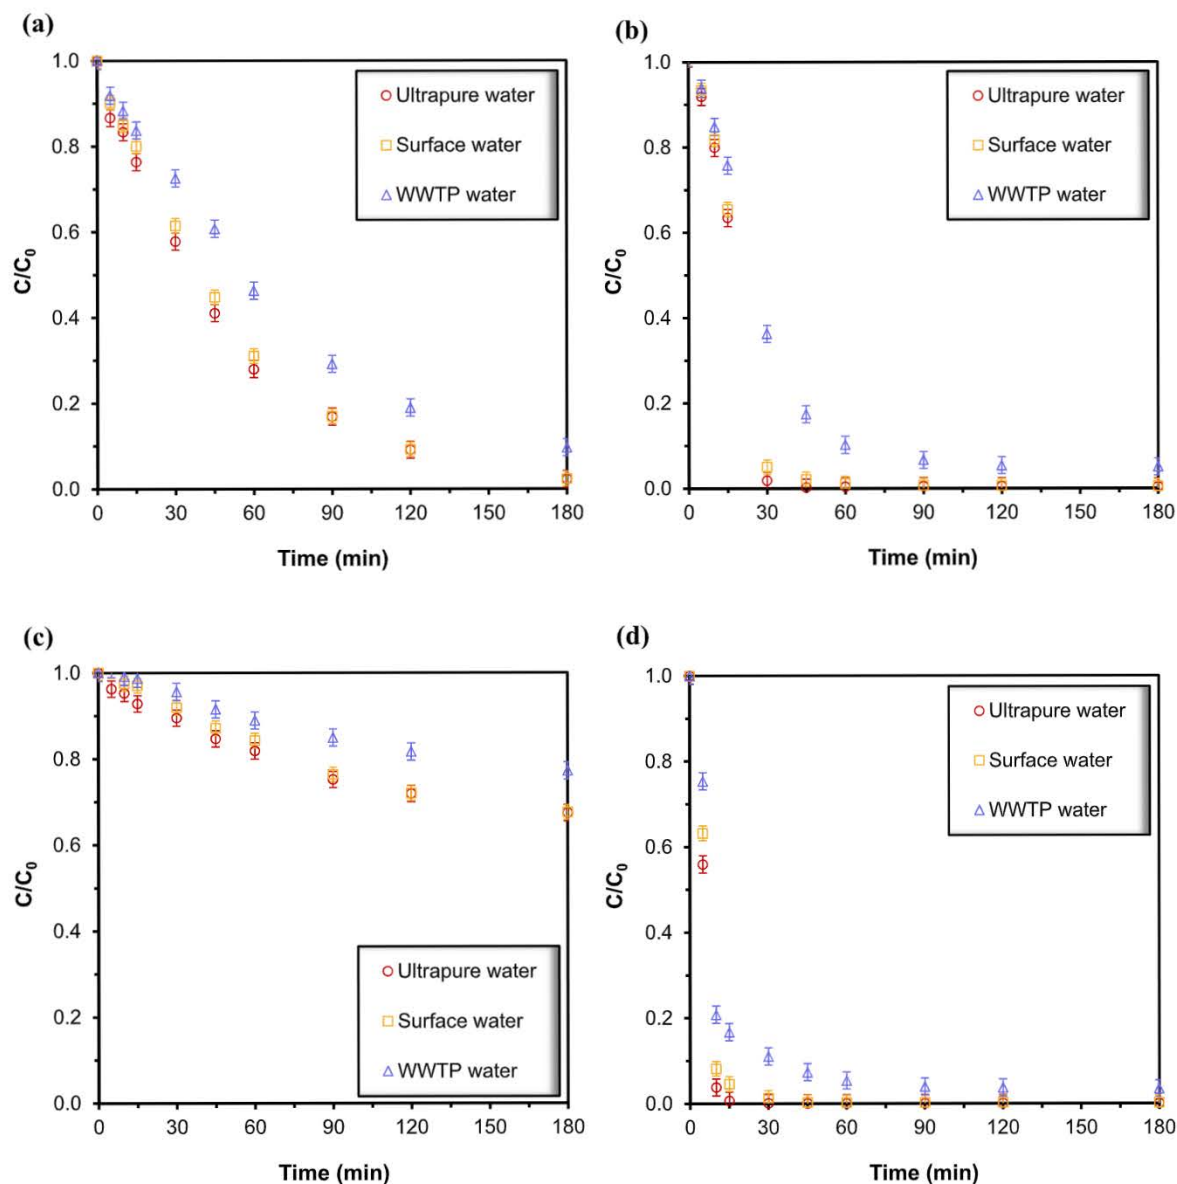 (a)
1.0
0.8
0.6
0.4
0.2
0.0
C/C0
Ultrapure water
Surface water
WWTP water
0 30 60 90 120 150 180
Time (min)
(b)
1.0
0.8
0.6
0.4
0.2
0.0
C/C0
Ultrapure water
Surface water
WWTP water
0 30 60 90 120 150 180
Time (min)
(c)
1.0
0.8
0.6
0.4
0.2
0.0
C/C0
Ultrapure water
Surface water
WWTP water
0 30 60 90 120 150 180
Time (min)
(d)
1.0
0.8
0.6
0.4
0.2
0.0
C/C0
Ultrapure water
Surface water
WWTP water
0 30 60 90 120 150 180
Time (min)